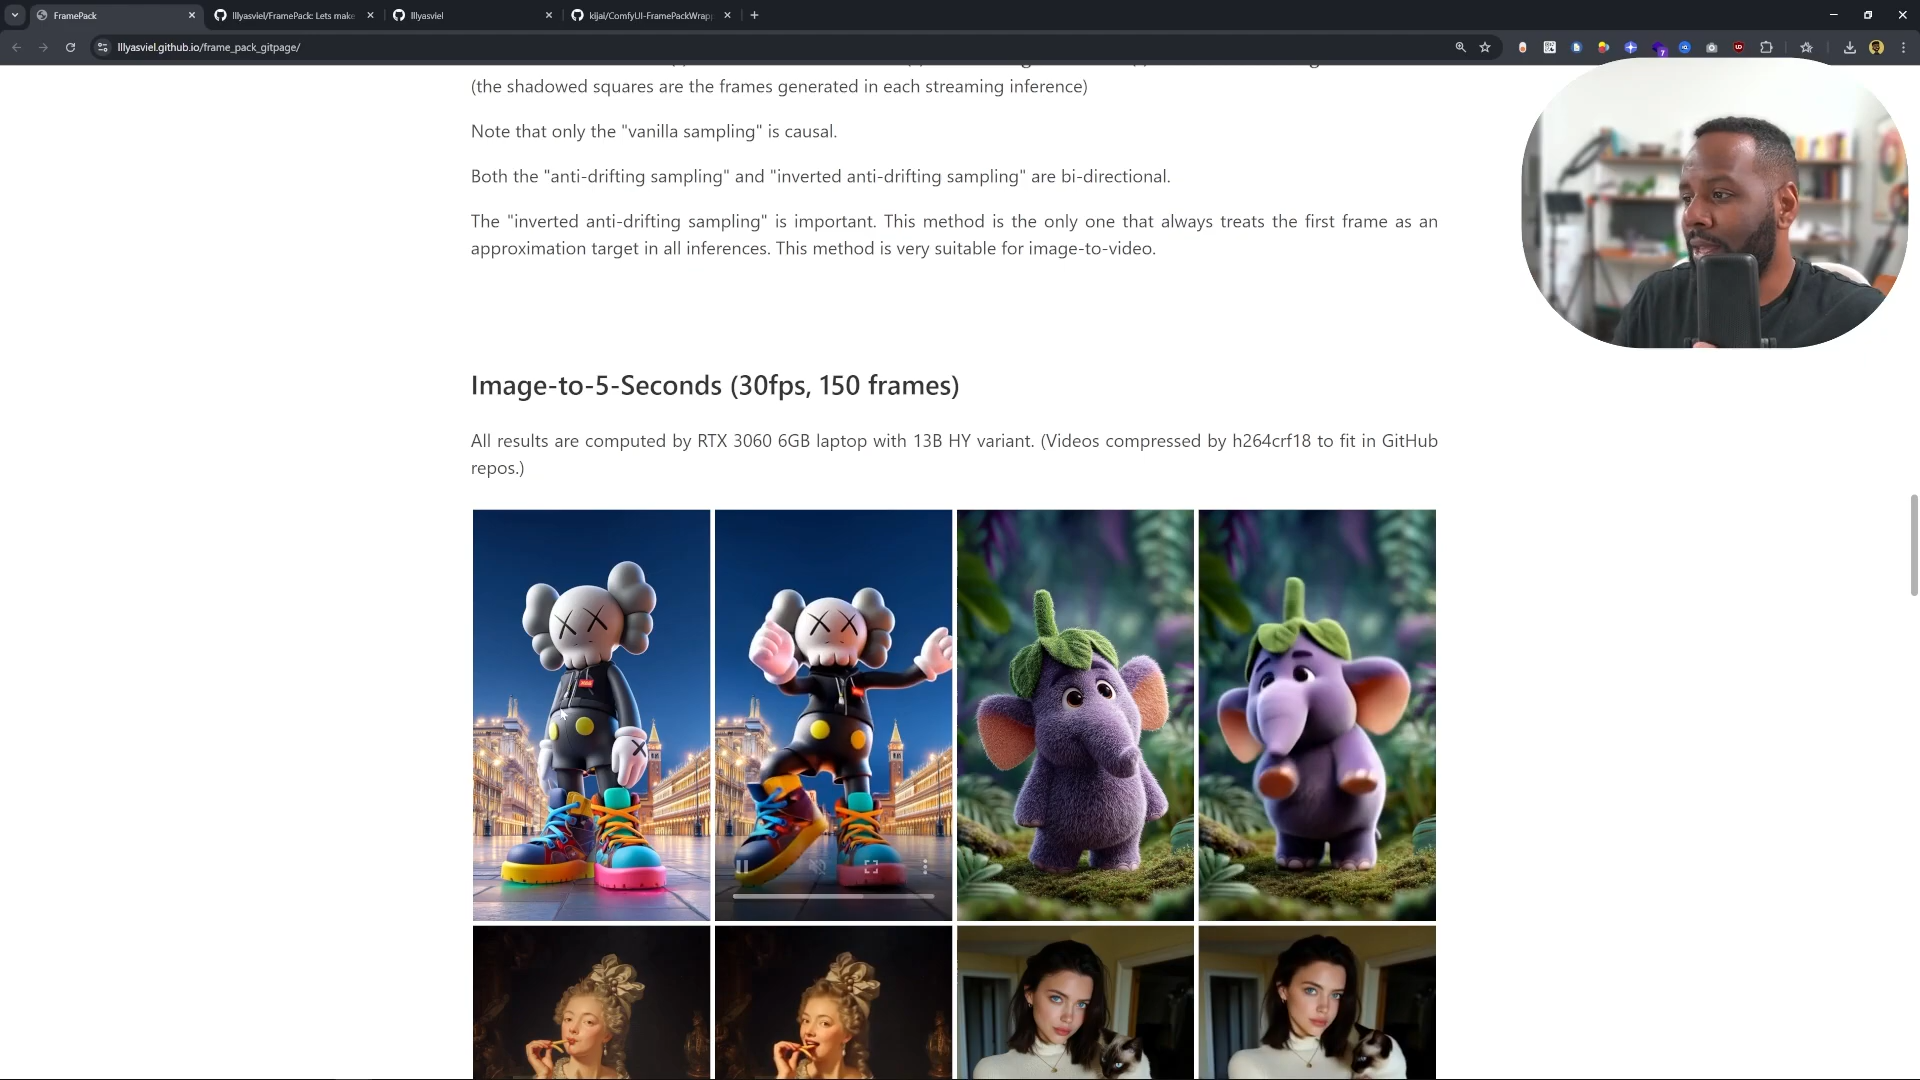 FramePack
lllyasviel/FramePack: Lets make
lllyasviel
kijai/ComfyUI-FramePackWrapp
lllyasviel.github.io/frame_pack_gitpage/
(the shadowed squares are the frames generated in each streaming inference)
Note that only the "vanilla sampling" is causal.
Both the "anti-drifting sampling" and "inverted anti-drifting sampling" are bi-directional.
The "inverted anti-drifting sampling" is important. This method is the only one that always treats the first frame as an
approximation target in all inferences. This method is very suitable for image-to-video.
Image-to-5-Seconds (30fps, 150 frames)
All results are computed by RTX 3060 6GB laptop with 13B HY variant. (Videos compressed by h264crf18 to fit in GitHub
repos.)